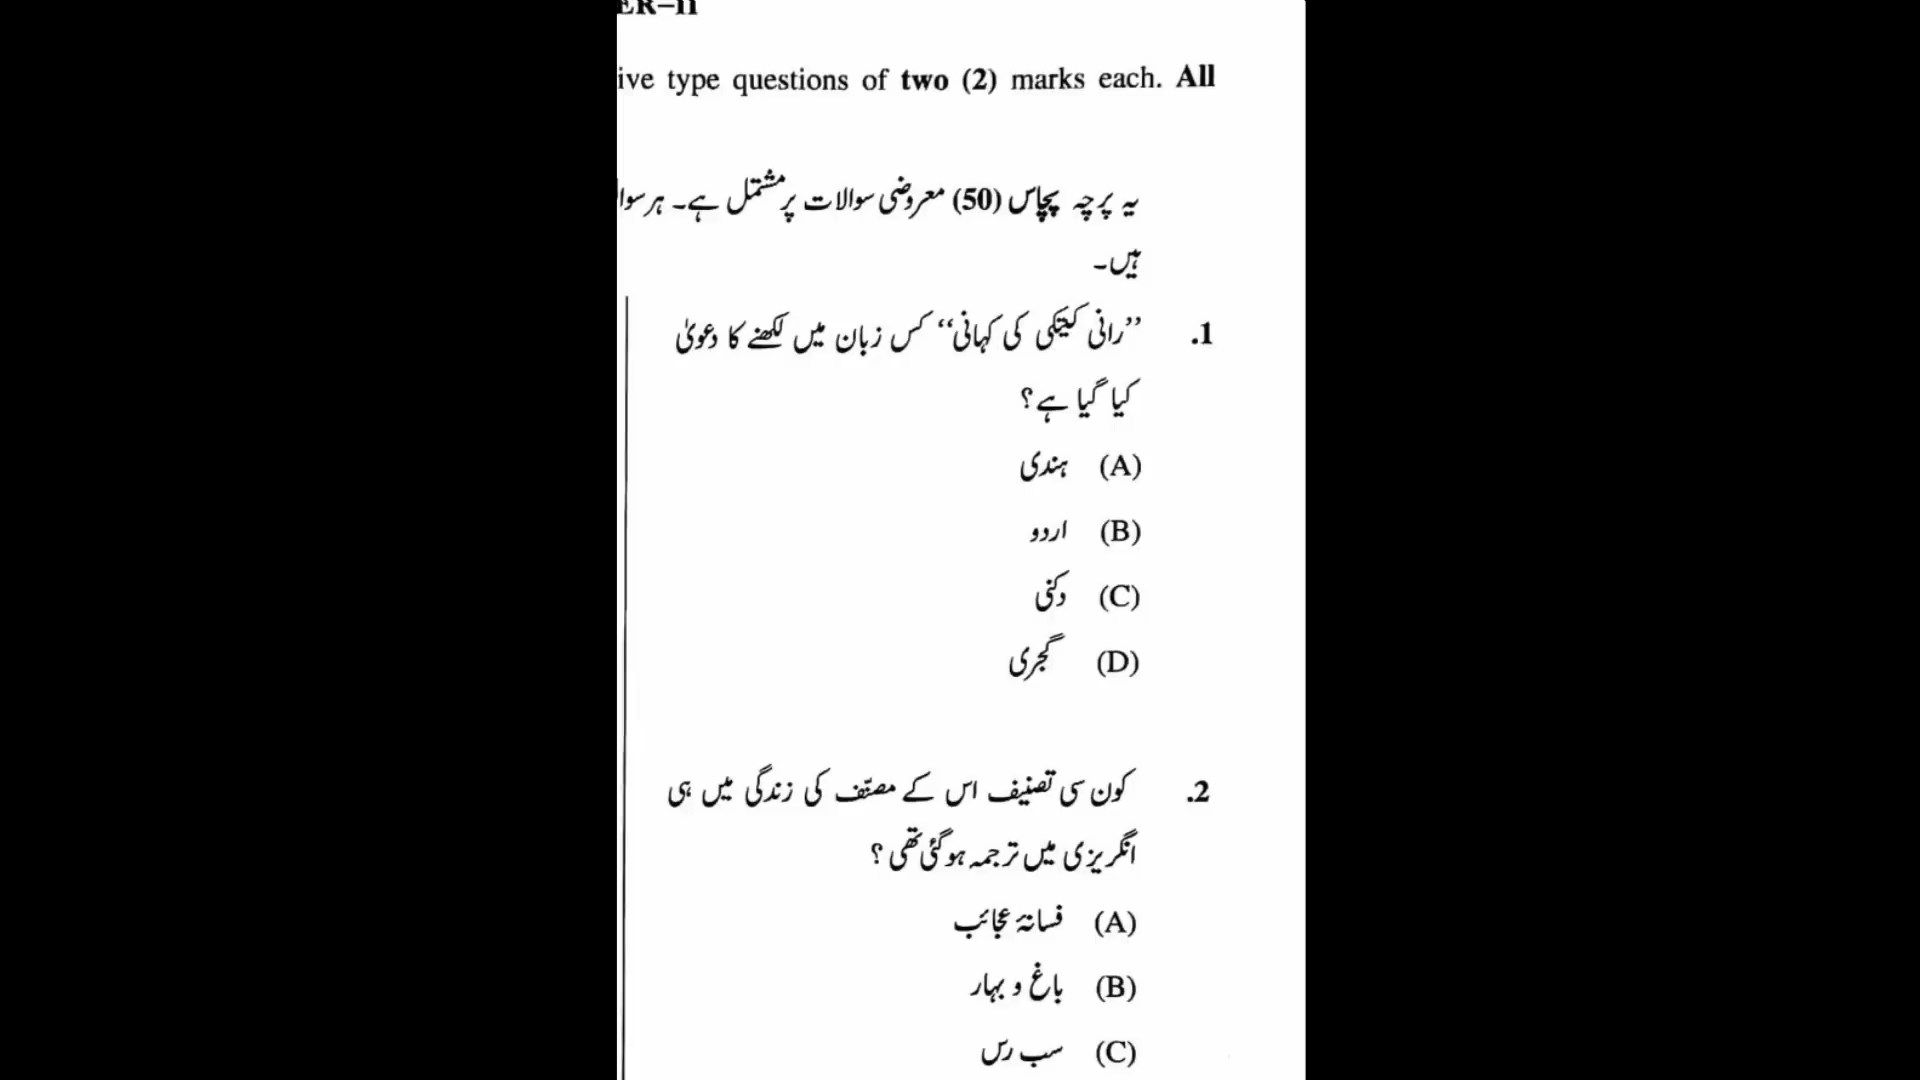 ER–II
ive type questions of two (2) marks each. All
یہ پرچہ پچاس (50) معروضی سوالات پر مشتمل ہے۔ ہر سوا
ہیں۔
1. ’’رانی کیتکی کی کہانی‘‘ کس زبان میں لکھنے کا دعویٰ
کیا گیا ہے؟
(A) ہندی
(B) اردو
(C) دکنی
(D) گجری
2. کون سی تصنیف اس کے مصنّف کی زندگی میں ہی
انگریزی میں ترجمہ ہوگئی تھی؟
(A) فسانۂ عجائب
(B) باغ و بہار
(C) سب رس